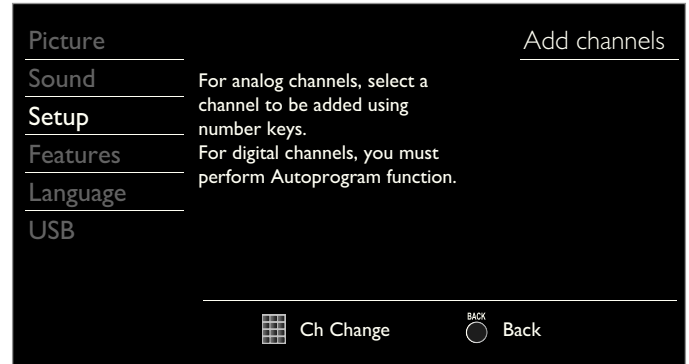 Picture
Sound
Setup
Features
Language
USB
Add channels
For analog channels, select a
channel to be added using
number keys.
For digital channels, you must
perform Autoprogram function.
Ch Change
BACK
Back